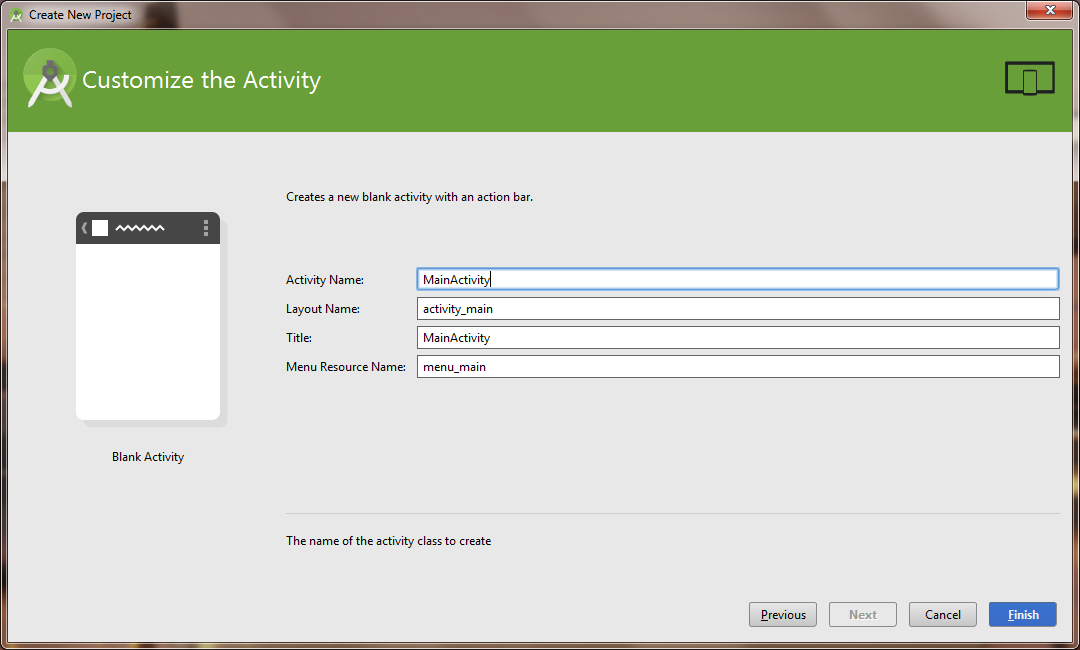 Create New Project
Customize the Activity
Creates a new blank activity with an action bar.
Activity Name: MainActivity
Layout Name: activity_main
Title: MainActivity
Menu Resource Name: menu_main
Blank Activity
The name of the activity class to create
Previous Next Cancel Finish